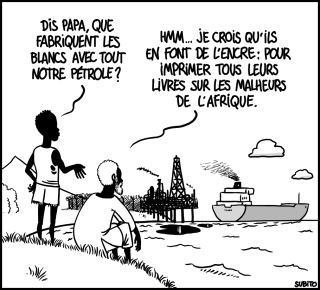 DIS PAPA, QUE
FABRIQUENT LES
BLANCS AVEC TOUT
NOTRE PÉTROLE ?
HMM... JE CROIS QU'ILS
EN FONT DE L'ENCRE : POUR
IMPRIMER TOUS LEURS
LIVRES SUR LES MALHEURS
DE L'AFRIQUE.
SUBITO